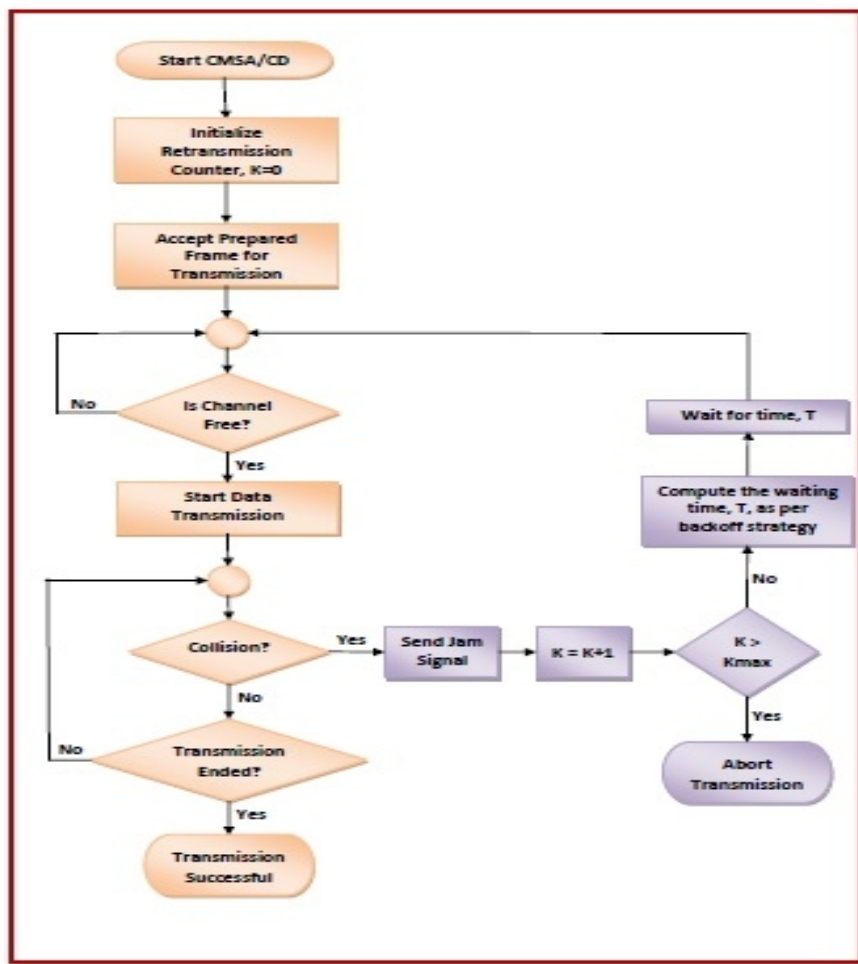 Start CMSA/CD
Initialize
Retransmission
Counter, K=0
Accept Prepared
Frame for
Transmission
No
Is Channel
Free?
Yes
Start Data
Transmission
Collision?
Yes
No
Transmission
Ended?
No
Yes
Transmission
Successful
Send Jam
Signal
K = K+1
K >
Kmax
No
Yes
Abort
Transmission
Compute the waiting
time, T, as per
backoff strategy
Wait for time, T